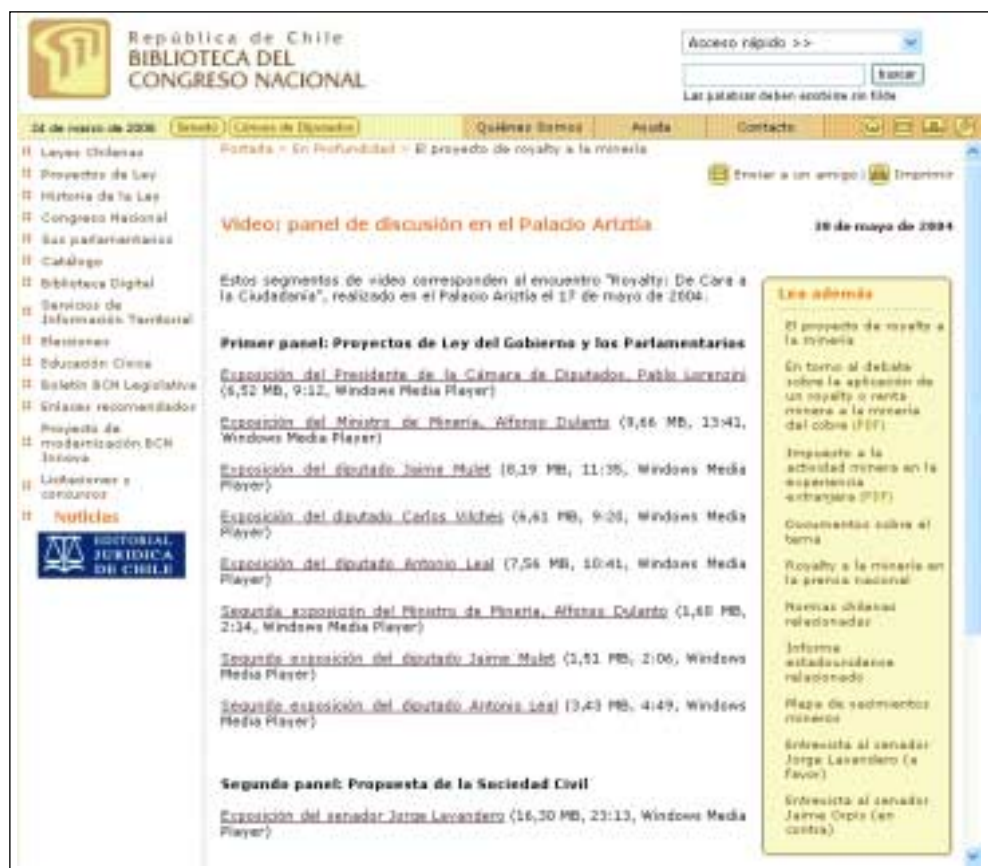 República de Chile
BIBLIOTECA DEL
CONGRESO NACIONAL
Acceso rápido >>
buscar
Las palabras deben escribirse sin tilde
24 de marzo de 2006 Senado Cámara de Diputados Quiénes Somos Ayuda Contacto
Leyes Chilenas
Proyectos de Ley
Historia de la Ley
Congreso Nacional
Sus parlamentarios
Catálogo
Biblioteca Digital
Servicios de
Información Territorial
Elecciones
Educación Cívica
Boletín BCN Legislativa
Enlaces recomendados
Proyecto de
modernización BCN
Innova
Licitaciones y
concursos
Noticias
EDITORIAL
JURIDICA
DE CHILE
Portada > En Profundidad > El proyecto de royalty a la minería
Enviar a un amigo | Imprimir
Video: panel de discusión en el Palacio Ariztía
de mayo de 2004
Estos segmentos de video corresponden al encuentro "Royalty: De Cara a
la Ciudadanía", realizado en el Palacio Ariztía el 17 de mayo de 2004.
Primer panel: Proyectos de Ley del Gobierno y los Parlamentarios
Exposición del Presidente de la Cámara de Diputados, Pablo Lorenzini
(6,52 MB, 9:12, Windows Media Player)
Exposición del Ministro de Minería, Alfonso Dulanto (9,66 MB, 13:41,
Windows Media Player)
Exposición del diputado Jaime Mulet (8,19 MB, 11:35, Windows Media
Player)
Exposición del diputado Carlos Vilches (6,61 MB, 9:20, Windows Media
Player)
Exposición del diputado Antonio Leal (7,56 MB, 10:41, Windows Media
Player)
Segunda exposición del Ministro de Minería, Alfonso Dulanto (1,60 MB,
2:14, Windows Media Player)
Segunda exposición del diputado Jaime Mulet (1,51 MB, 2:06, Windows
Media Player)
Segunda exposición del diputado Antonio Leal (3,43 MB, 4:49, Windows
Media Player)
Segundo panel: Propuesta de la Sociedad Civil
Exposición del senador Jorge Lavandero (16,30 MB, 23:13, Windows Media
Player)
Lea además
El proyecto de royalty a
la minería
En torno al debate
sobre la aplicación de
un royalty o renta
minera a la minería
del cobre (PDF)
Impuesto a la
actividad minera en la
experiencia
extranjera (PDF)
Documentos sobre el
tema
Royalty a la minería en
la prensa nacional
Normas chilenas
relacionadas
Informe
estadounidense
relacionado
Mapa de yacimientos
mineros
Entrevista al senador
Jorge Lavandero (a
favor)
Entrevista al senador
Jaime Orpis (en
contra)